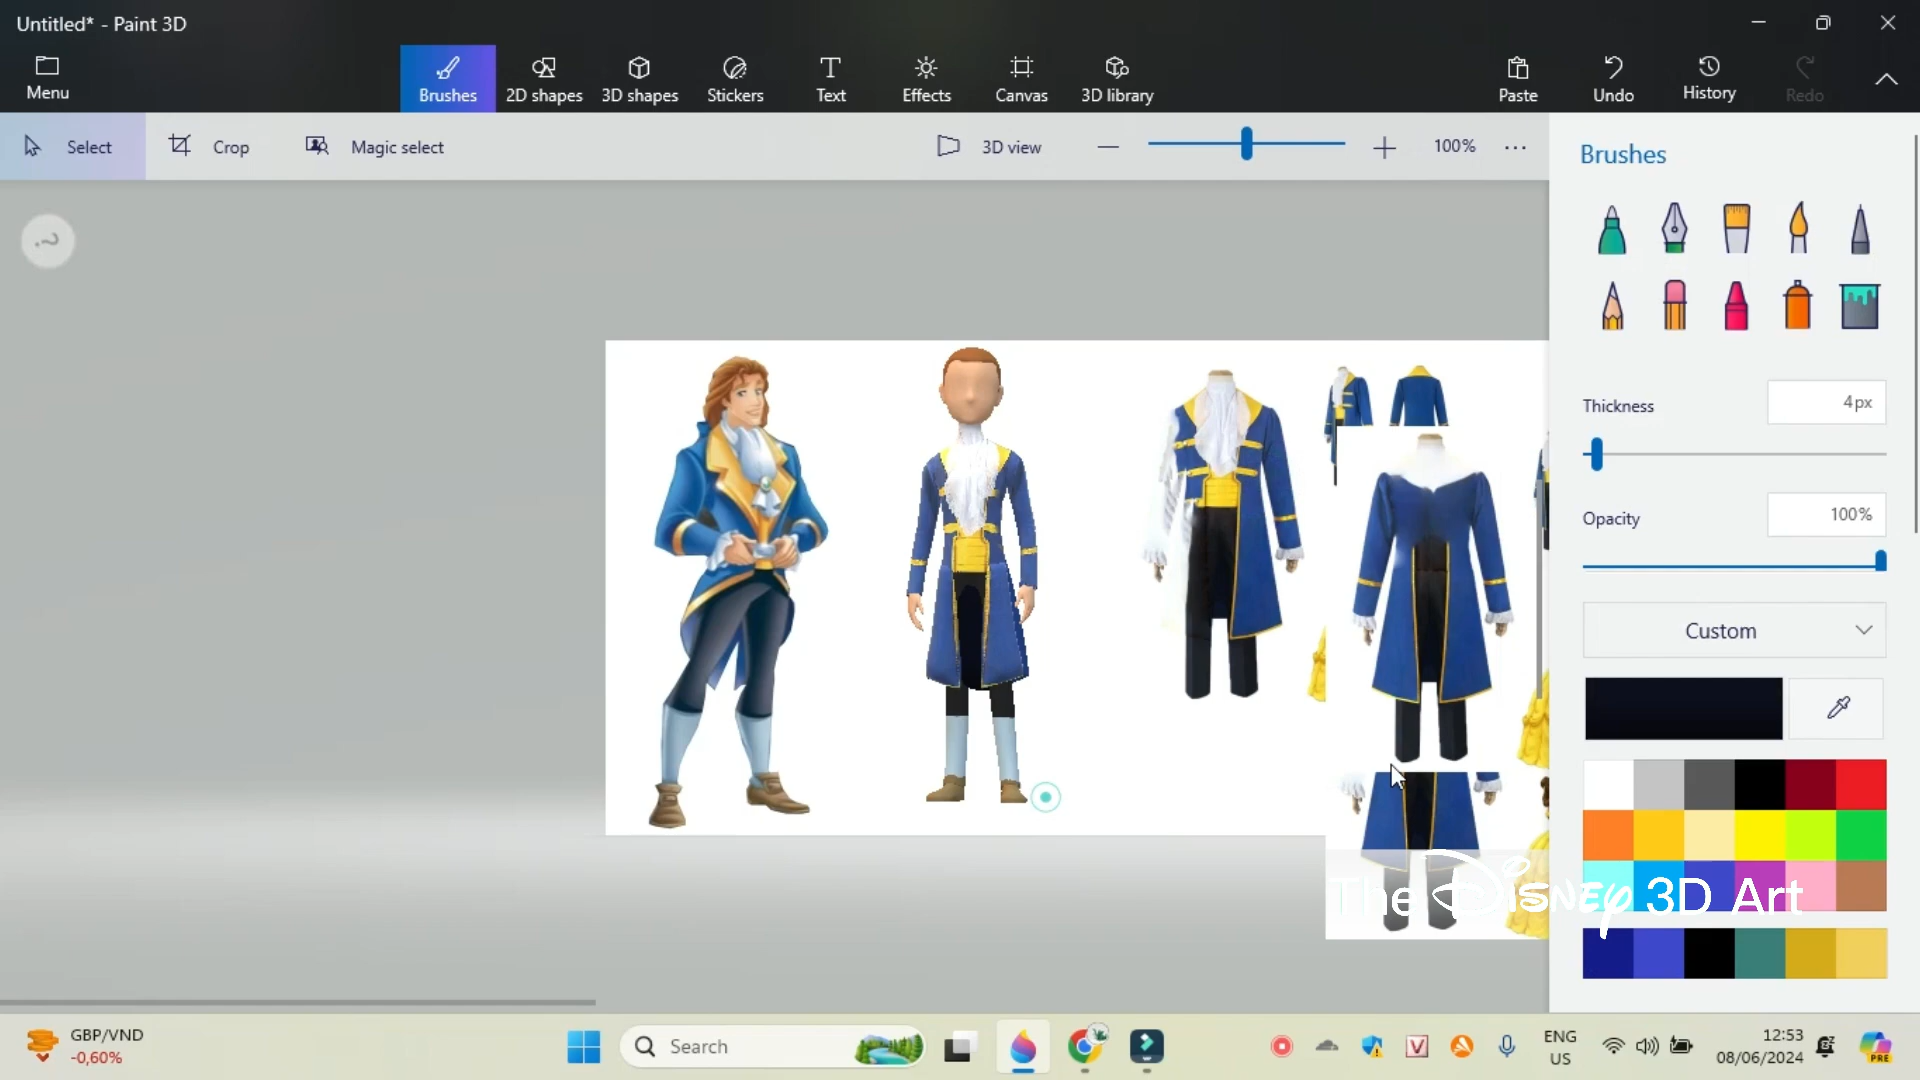 Untitled* - Paint 3D
Menu
Brushes
2D shapes
3D shapes
Stickers
Text
Effects
Canvas
3D library
Paste
Undo
History
Redo
Select
Crop
Magic select
3D view
100%
Brushes
Thickness
4px
Opacity
100%
Custom
The Disney 3D Art
GBP/VND
-0,60%
Search
ENG
US
12:53
08/06/2024
PRE